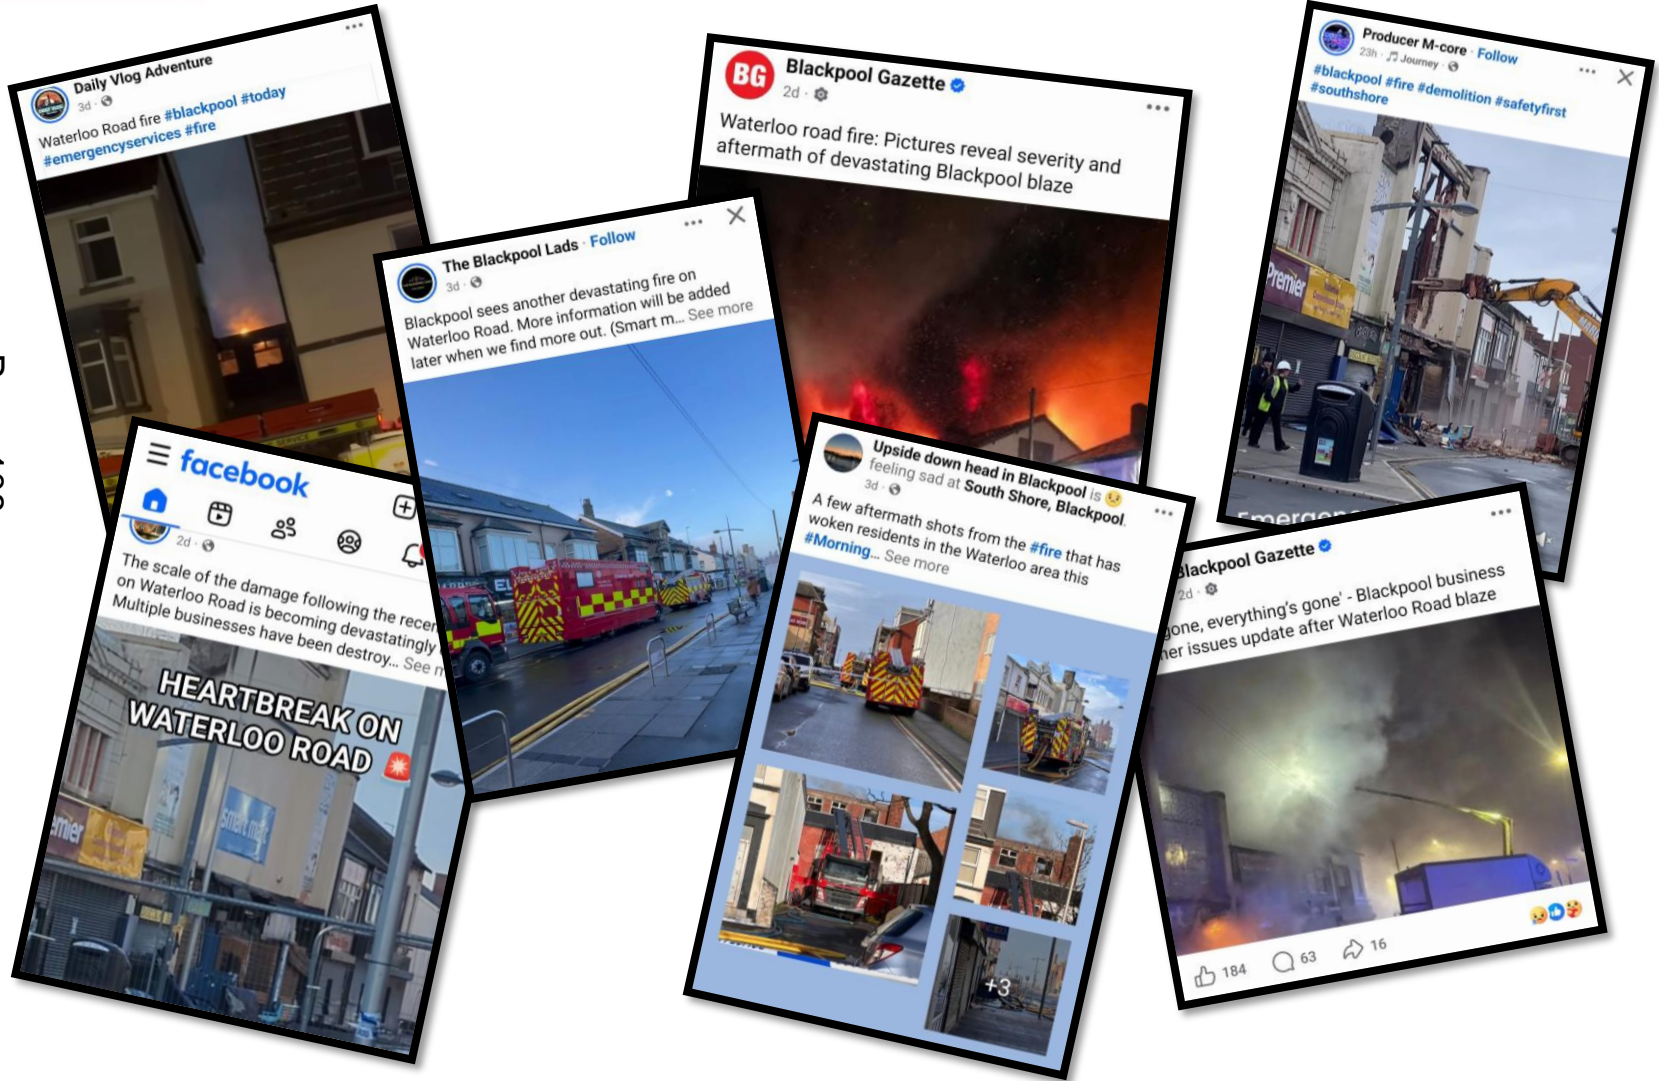 Daily Vlog Adventure
3d ·
Waterloo Road fire #blackpool #today
#emergencyservices #fire
SERVICE
The Blackpool Lads · Follow
3d ·
Blackpool sees another devastating fire on
Waterloo Road. More information will be added
later when we find more out. (Smart m... See more
BG
Blackpool Gazette
2d ·
Waterloo road fire: Pictures reveal severity and
aftermath of devastating Blackpool blaze
Producer M-core · Follow
23h · Journey ·
#blackpool #fire #demolition #safetyfirst
#southshore
Premier
facebook
2d ·
The scale of the damage following the recen
on Waterloo Road is becoming devastatingly
Multiple businesses have been destroy... See m
HEARTBREAK ON
WATERLOO ROAD
emier
smart mart
Upside down head in Blackpool is
feeling sad at South Shore, Blackpool.
3d ·
A few aftermath shots from the #fire that has
woken residents in the Waterloo area this
#Morning... See more
+3
Blackpool Gazette
2d ·
gone, everything's gone' - Blackpool business
ner issues update after Waterloo Road blaze
184 63 16